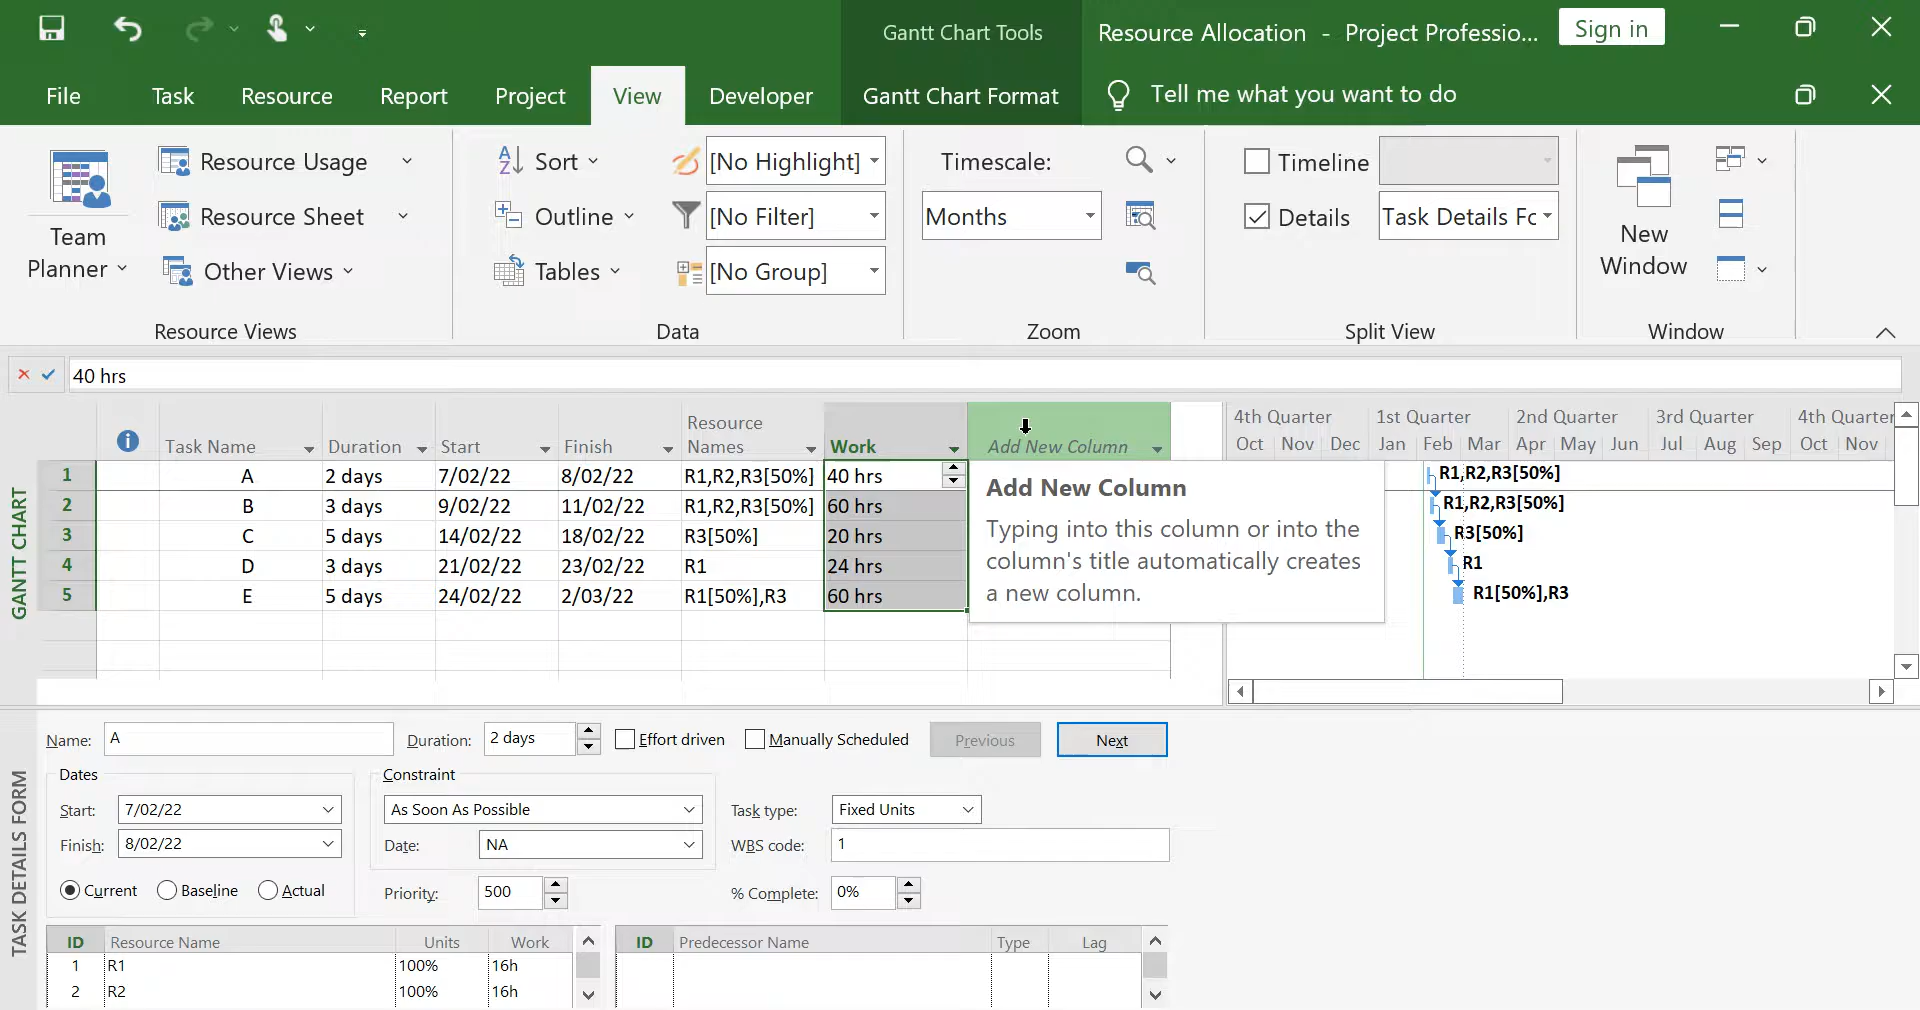 Gantt Chart Tools
Resource Allocation - Project Professio...
Sign in
File Task Resource Report Project View Developer Gantt Chart Format Tell me what you want to do
Team Planner
Resource Usage
Resource Sheet
Other Views
Resource Views
Sort
Outline
Tables
[No Highlight]
[No Filter]
[No Group]
Data
Timescale:
Months
Zoom
Timeline
Details Task Details Fc
Split View
New Window
Window
40 hrs
GANTT CHART
Task Name Duration Start Finish Resource Names Work Add New Column
1 A 2 days 7/02/22 8/02/22 R1,R2,R3[50%] 40 hrs
2 B 3 days 9/02/22 11/02/22 R1,R2,R3[50%] 60 hrs
3 C 5 days 14/02/22 18/02/22 R3[50%] 20 hrs
4 D 3 days 21/02/22 23/02/22 R1 24 hrs
5 E 5 days 24/02/22 2/03/22 R1[50%],R3 60 hrs
Add New Column
Typing into this column or into the
column's title automatically creates
a new column.
4th Quarter 1st Quarter 2nd Quarter 3rd Quarter 4th Quarter
Oct Nov Dec Jan Feb Mar Apr May Jun Jul Aug Sep Oct Nov
R1,R2,R3[50%]
R1,R2,R3[50%]
R3[50%]
R1
R1[50%],R3
TASK DETAILS FORM
Name: A Duration: 2 days Effort driven Manually Scheduled Previous Next
Dates
Start: 7/02/22
Finish: 8/02/22
Current Baseline Actual
Constraint
As Soon As Possible
Date: NA
Priority: 500
Task type: Fixed Units
WBS code: 1
% Complete: 0%
ID Resource Name Units Work
1 R1 100% 16h
2 R2 100% 16h
ID Predecessor Name Type Lag